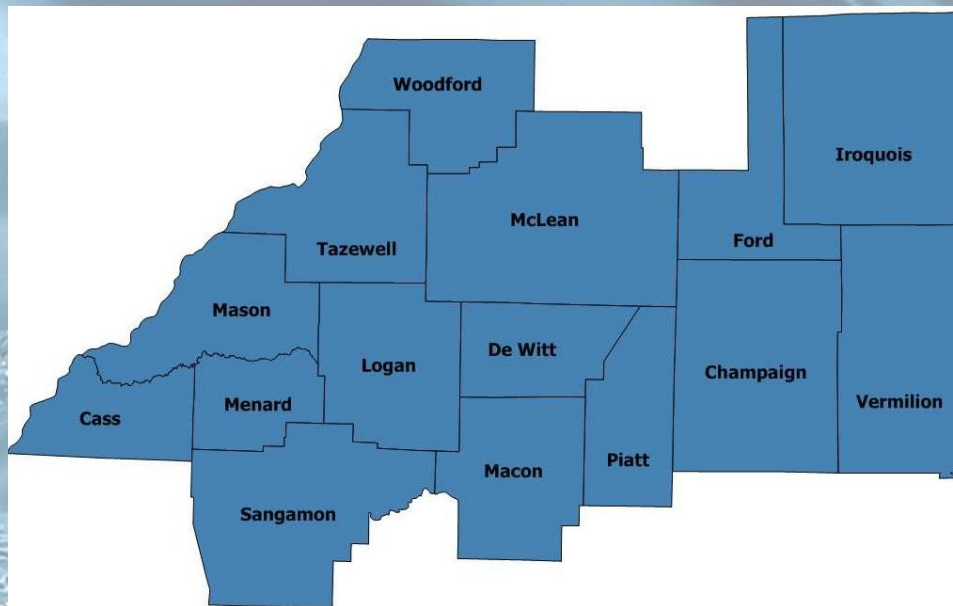 Woodford
Iroquois
McLean
Ford
Tazewell
Mason
De Witt
Logan
Champaign
Menard
Vermilion
Cass
Piatt
Macon
Sangamon